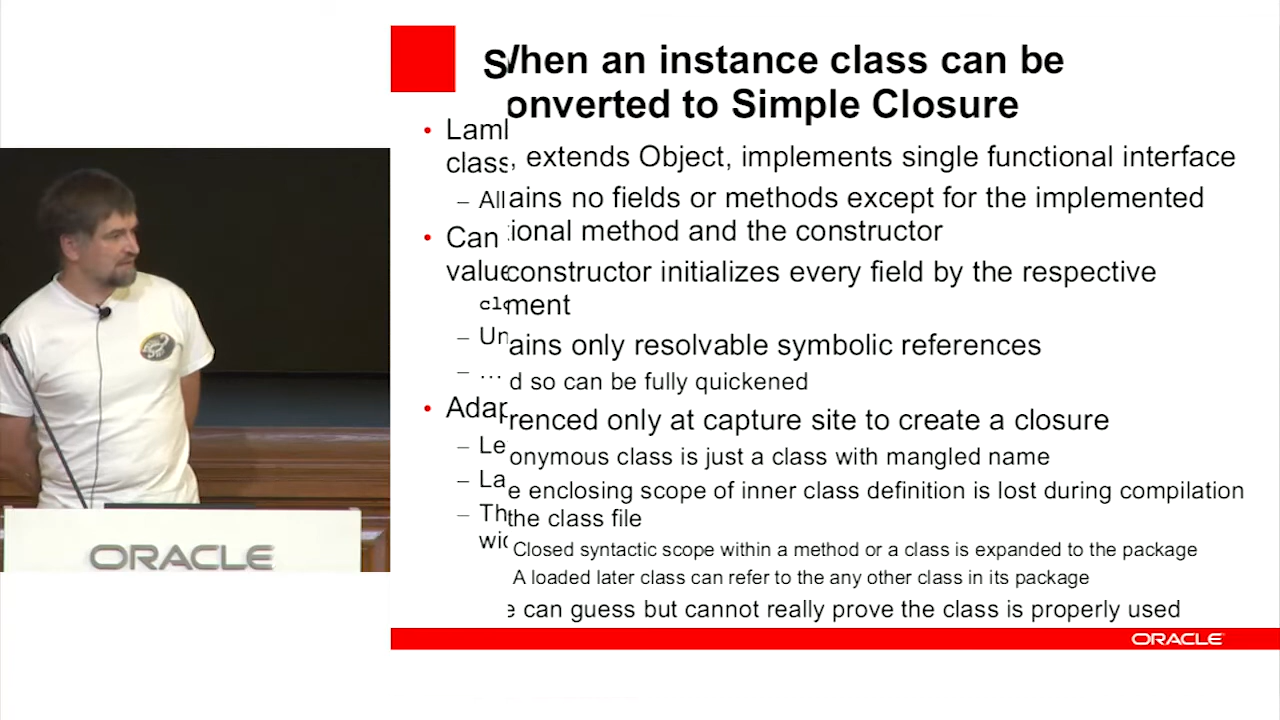 When an instance class can be
onverted to Simple Closure
, extends Object, implements single functional interface
ains no fields or methods except for the implemented
ional method and the constructor
constructor initializes every field by the respective
ment
ains only resolvable symbolic references
d so can be fully quickened
renced only at capture site to create a closure
onymous class is just a class with mangled name
e enclosing scope of inner class definition is lost during compilation
the class file
Closed syntactic scope within a method or a class is expanded to the package
A loaded later class can refer to the any other class in its package
e can guess but cannot really prove the class is properly used
S
Laml
class
– All
Can
value
clo
– Un
– …
Adap
– Le
– La
– Th
wid
ORACLE
ORACLE